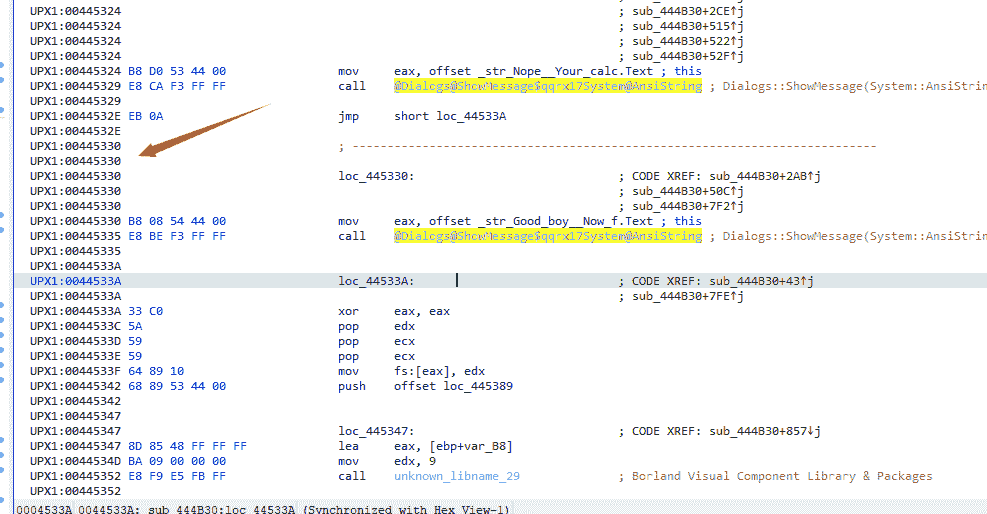 UPX1:00445324 ; sub_444B30+2CE↑j
UPX1:00445324 ; sub_444B30+515↑j
UPX1:00445324 ; sub_444B30+522↑j
UPX1:00445324 ; sub_444B30+52F↑j
UPX1:00445324 B8 D0 53 44 00 mov eax, offset _str_Nope__Your_calc.Text ; this
UPX1:00445329 E8 CA F3 FF FF call @Dialogs@ShowMessage$qqrx17System@AnsiString ; Dialogs::ShowMessage(System::AnsiStrin
UPX1:00445329
UPX1:0044532E EB 0A jmp short loc_44533A
UPX1:0044532E
UPX1:00445330 ; ---------------------------------------------------------------------------
UPX1:00445330
UPX1:00445330 loc_445330: ; CODE XREF: sub_444B30+2AB↑j
UPX1:00445330 ; sub_444B30+50C↑j
UPX1:00445330 ; sub_444B30+7F2↑j
UPX1:00445330 B8 08 54 44 00 mov eax, offset _str_Good_boy__Now_f.Text ; this
UPX1:00445335 E8 BE F3 FF FF call @Dialogs@ShowMessage$qqrx17System@AnsiString ; Dialogs::ShowMessage(System::AnsiStrin
UPX1:00445335
UPX1:0044533A
UPX1:0044533A loc_44533A: ; CODE XREF: sub_444B30+43↑j
UPX1:0044533A ; sub_444B30+7FE↑j
UPX1:0044533A 33 C0 xor eax, eax
UPX1:0044533C 5A pop edx
UPX1:0044533D 59 pop ecx
UPX1:0044533E 59 pop ecx
UPX1:0044533F 64 89 10 mov fs:[eax], edx
UPX1:00445342 68 89 53 44 00 push offset loc_445389
UPX1:00445342
UPX1:00445347
UPX1:00445347 loc_445347: ; CODE XREF: sub_444B30+857↓j
UPX1:00445347 8D 85 48 FF FF FF lea eax, [ebp+var_B8]
UPX1:0044534D BA 09 00 00 00 mov edx, 9
UPX1:00445352 E8 F9 E5 FB FF call unknown_libname_29 ; Borland Visual Component Library & Packages
UPX1:00445352
0004533A 0044533A: sub_444B30:loc_44533A (Synchronized with Hex View-1)